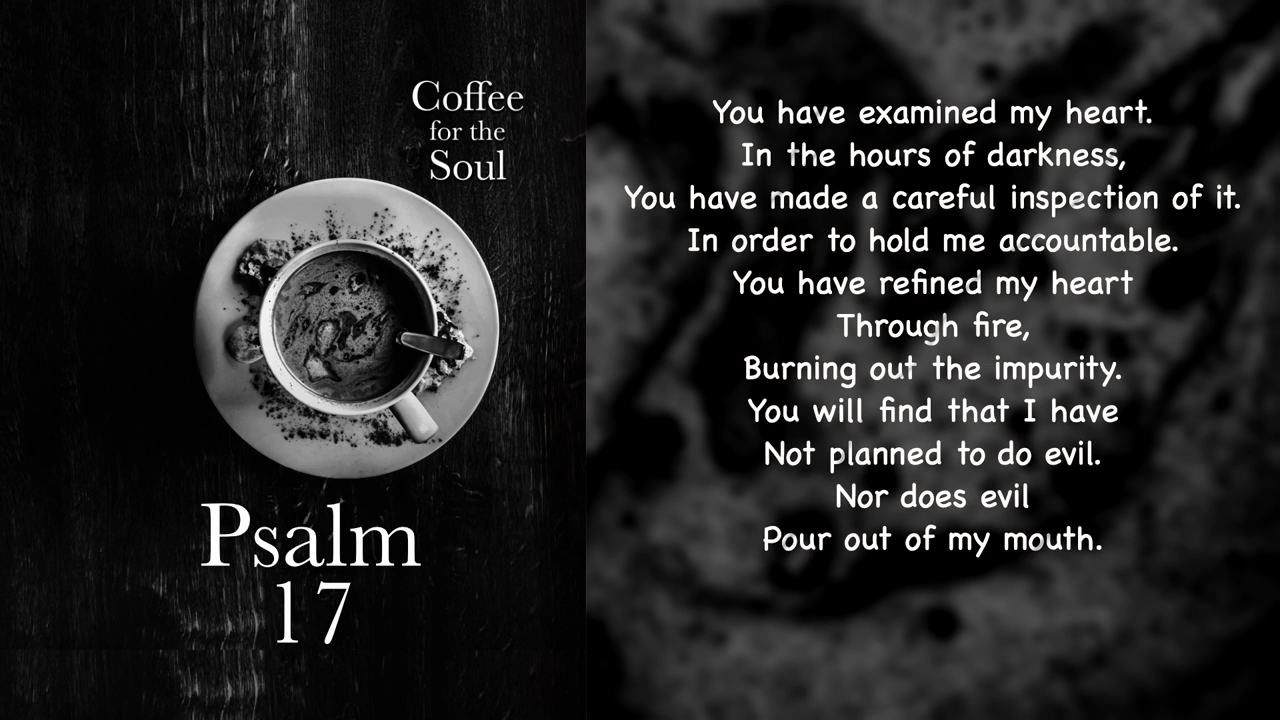 Coffee
for the
Soul
Psalm
17
You have examined my heart.
In the hours of darkness,
You have made a careful inspection of it.
In order to hold me accountable.
You have refined my heart
Through fire,
Burning out the impurity.
You will find that I have
Not planned to do evil.
Nor does evil
Pour out of my mouth.